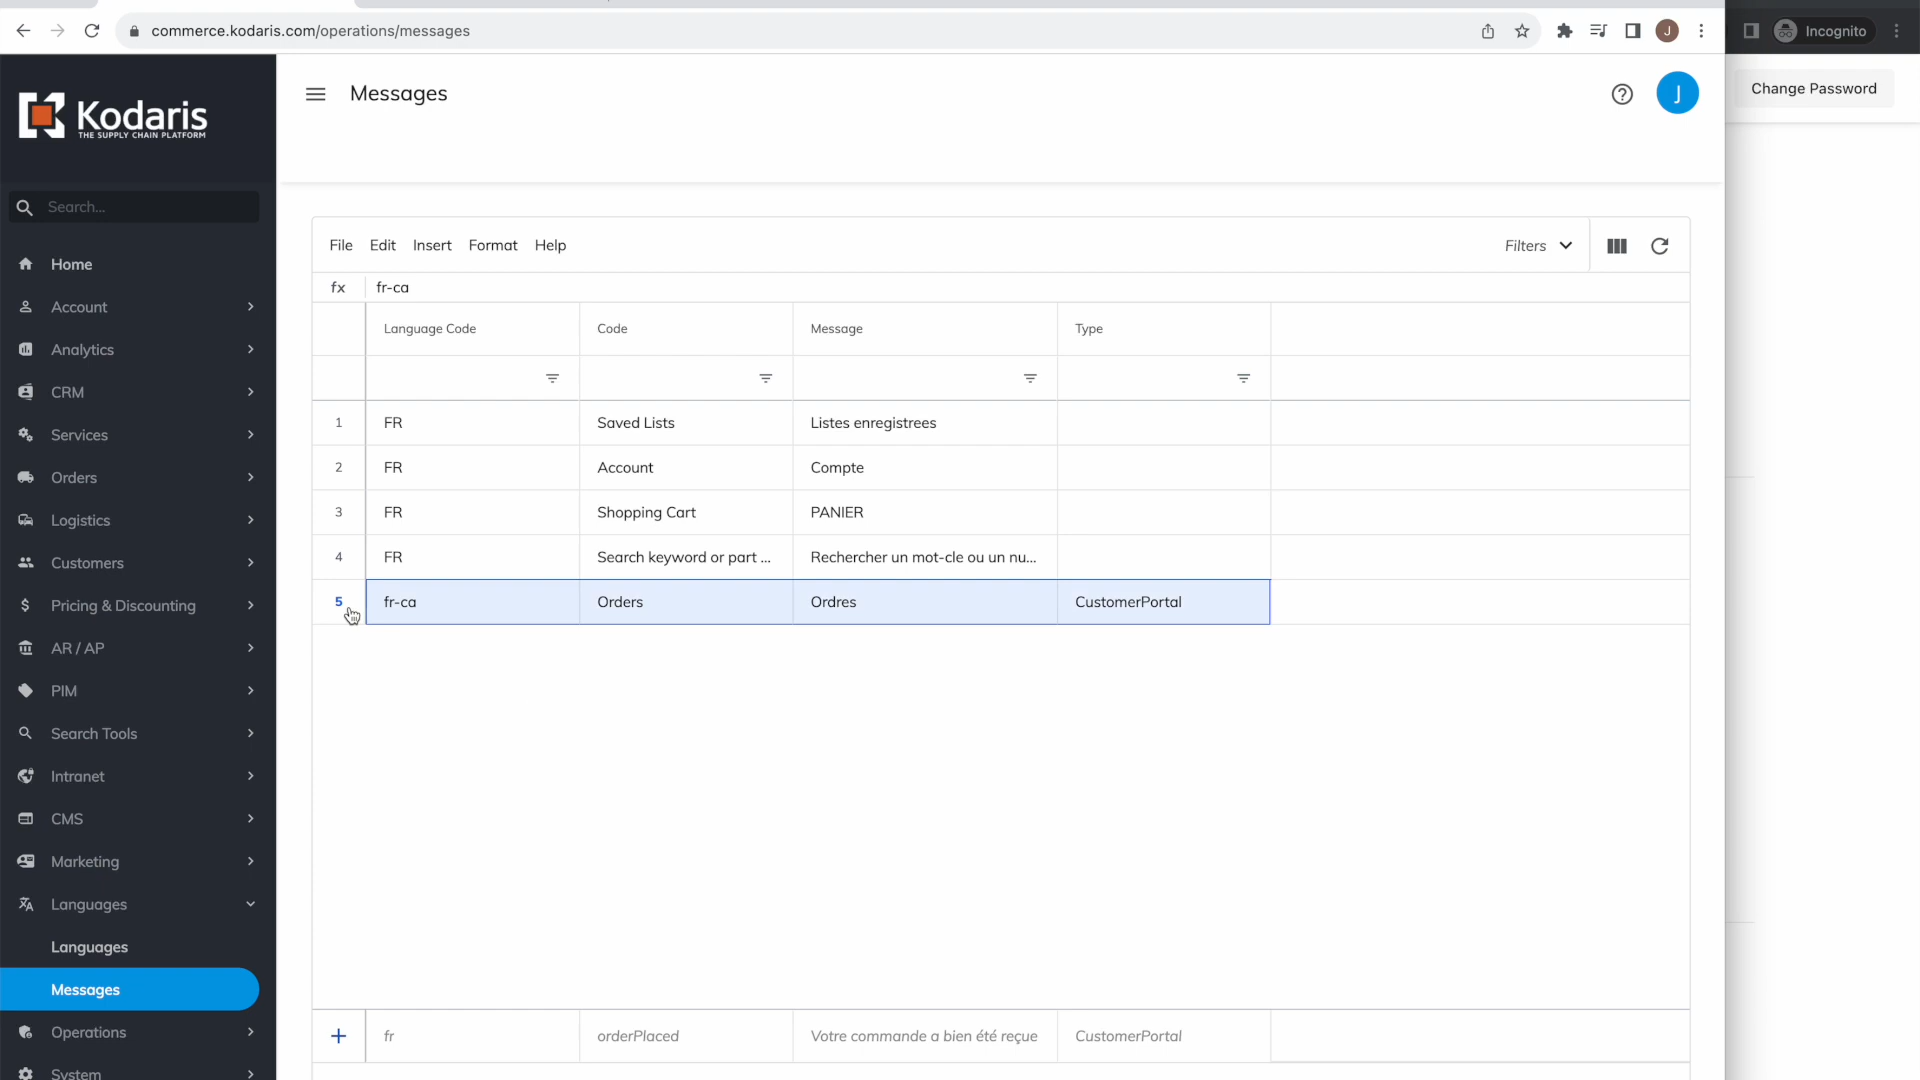 commerce.kodaris.com/operations/messages
J
Incognito
Kodaris
THE SUPPLY CHAIN PLATFORM
Messages
J
Change Password
Search...
Home
Account
Analytics
CRM
Services
Orders
Logistics
Customers
Pricing & Discounting
AR / AP
PIM
Search Tools
Intranet
CMS
Marketing
Languages
Languages
Messages
Operations
System
File Edit Insert Format Help Filters
fx fr-ca
Language Code Code Message Type
1 FR Saved Lists Listes enregistrees
2 FR Account Compte
3 FR Shopping Cart PANIER
4 FR Search keyword or part ... Rechercher un mot-cle ou un nu...
5 fr-ca Orders Ordres CustomerPortal
+ fr orderPlaced Votre commande a bien été reçue CustomerPortal